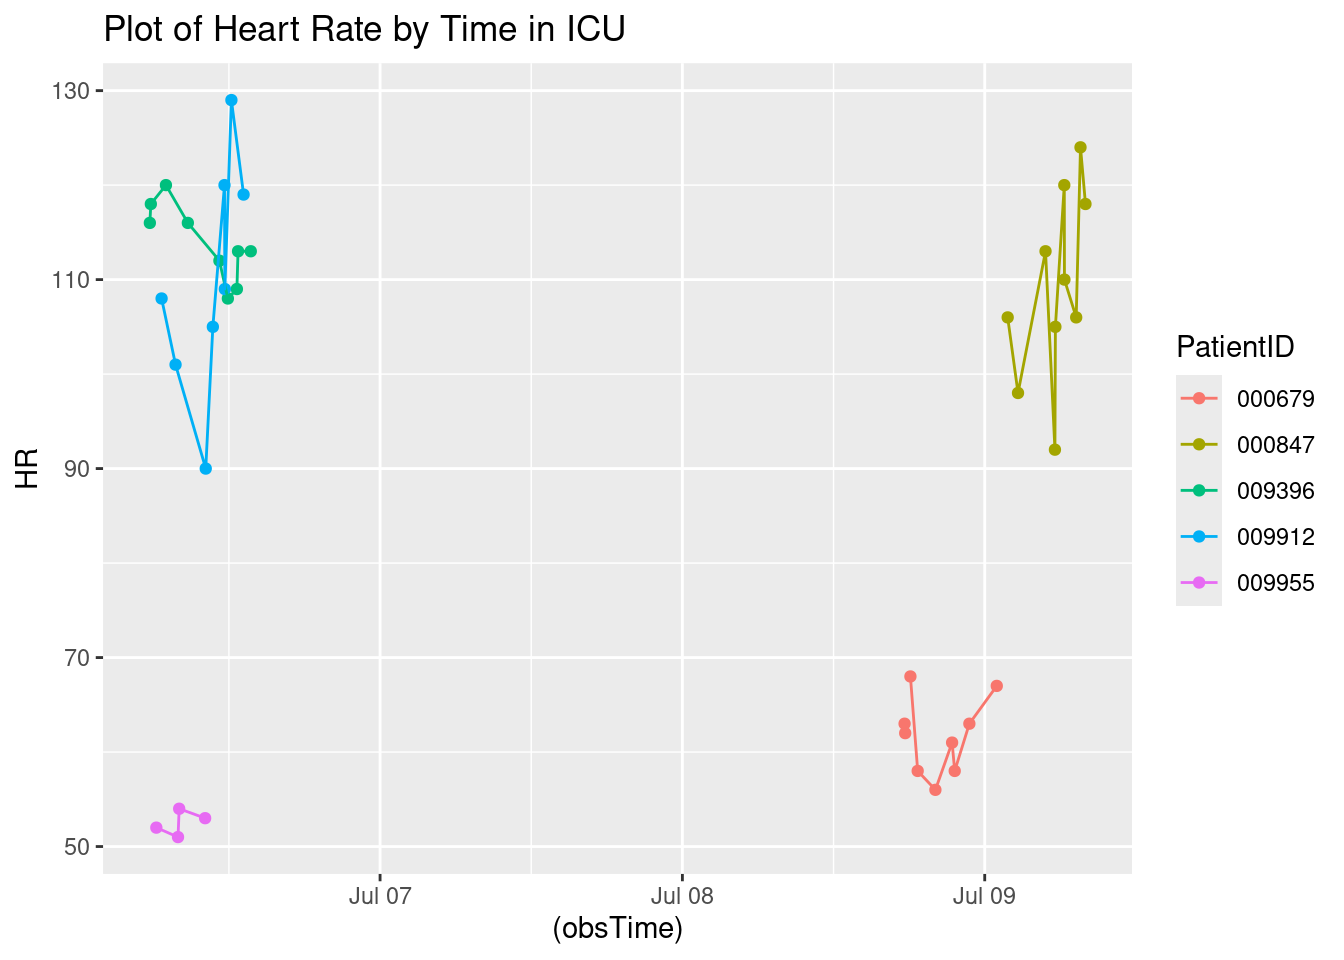 Plot of Heart Rate by Time in ICU
130
110
90
70
50
HR
Jul 07
Jul 08
Jul 09
(obsTime)
PatientID
000679
000847
009396
009912
009955